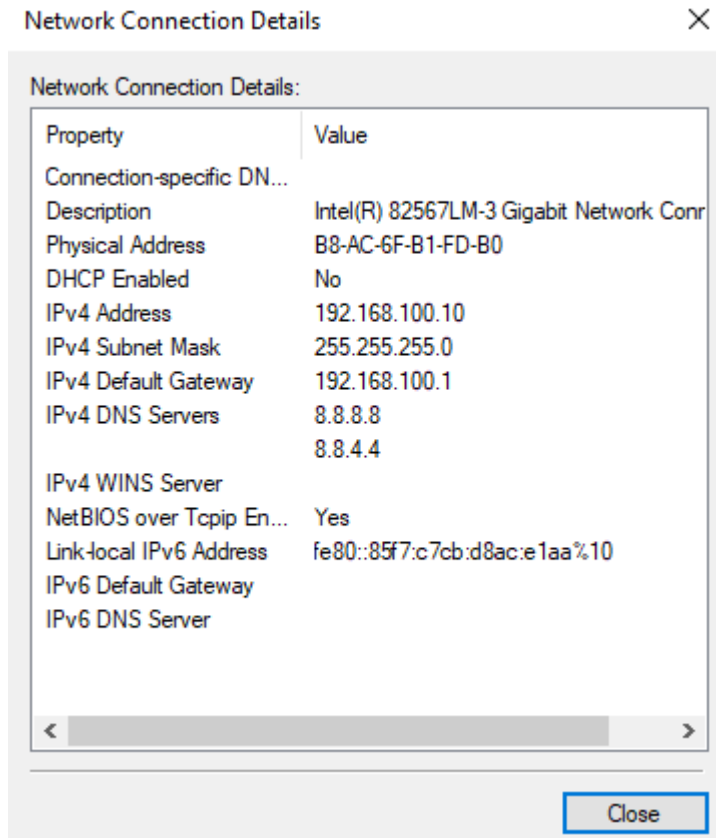 Network Connection Details
Network Connection Details:
Property Value
Connection-specific DN...
Description Intel(R) 82567LM-3 Gigabit Network Conr
Physical Address B8-AC-6F-B1-FD-B0
DHCP Enabled No
IPv4 Address 192.168.100.10
IPv4 Subnet Mask 255.255.255.0
IPv4 Default Gateway 192.168.100.1
IPv4 DNS Servers 8.8.8.8
8.8.4.4
IPv4 WINS Server
NetBIOS over Tcpip En... Yes
Link-local IPv6 Address fe80::85f7:c7cb:d8ac:e1aa%10
IPv6 Default Gateway
IPv6 DNS Server
Close